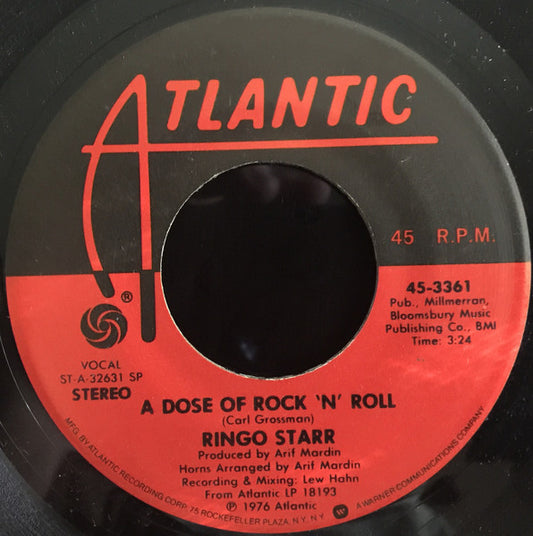 ATLANTIC
45 R.P.M.
®
45-3361
Pub., Millmerran,
Bloomsbury Music
Publishing Co., BMI
Time: 3:24
VOCAL
ST-A-32631 SP
STEREO
A DOSE OF ROCK 'N' ROLL
(Carl Grossman)
RINGO STARR
Produced by Arif Mardin
Horns Arranged by Arif Mardin
Recording & Mixing: Lew Hahn
From Atlantic LP 18193
℗ 1976 Atlantic
MFG. BY ATLANTIC RECORDING CORP. 75 ROCKEFELLER PLAZA, N.Y. N.Y. A WARNER COMMUNICATIONS COMPANY